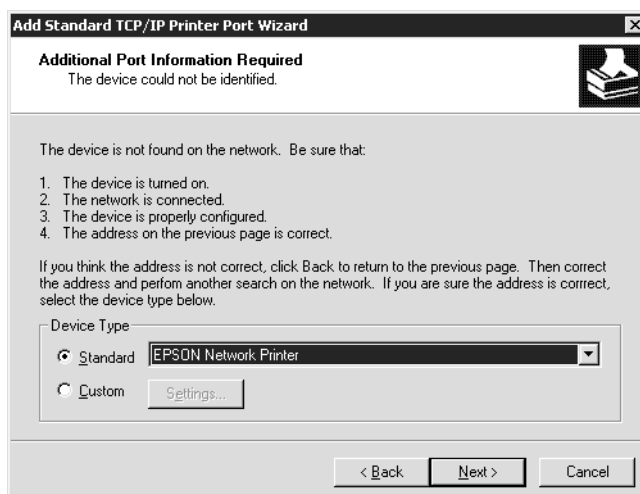 Add Standard TCP/IP Printer Port Wizard
Additional Port Information Required
The device could not be identified.
The device is not found on the network. Be sure that:
1. The device is turned on.
2. The network is connected.
3. The device is properly configured.
4. The address on the previous page is correct.
If you think the address is not correct, click Back to return to the previous page. Then correct
the address and perfom another search on the network. If you are sure the address is corrrect,
select the device type below.
Device Type
Standard EPSON Network Printer
Custom Settings...
< Back Next > Cancel